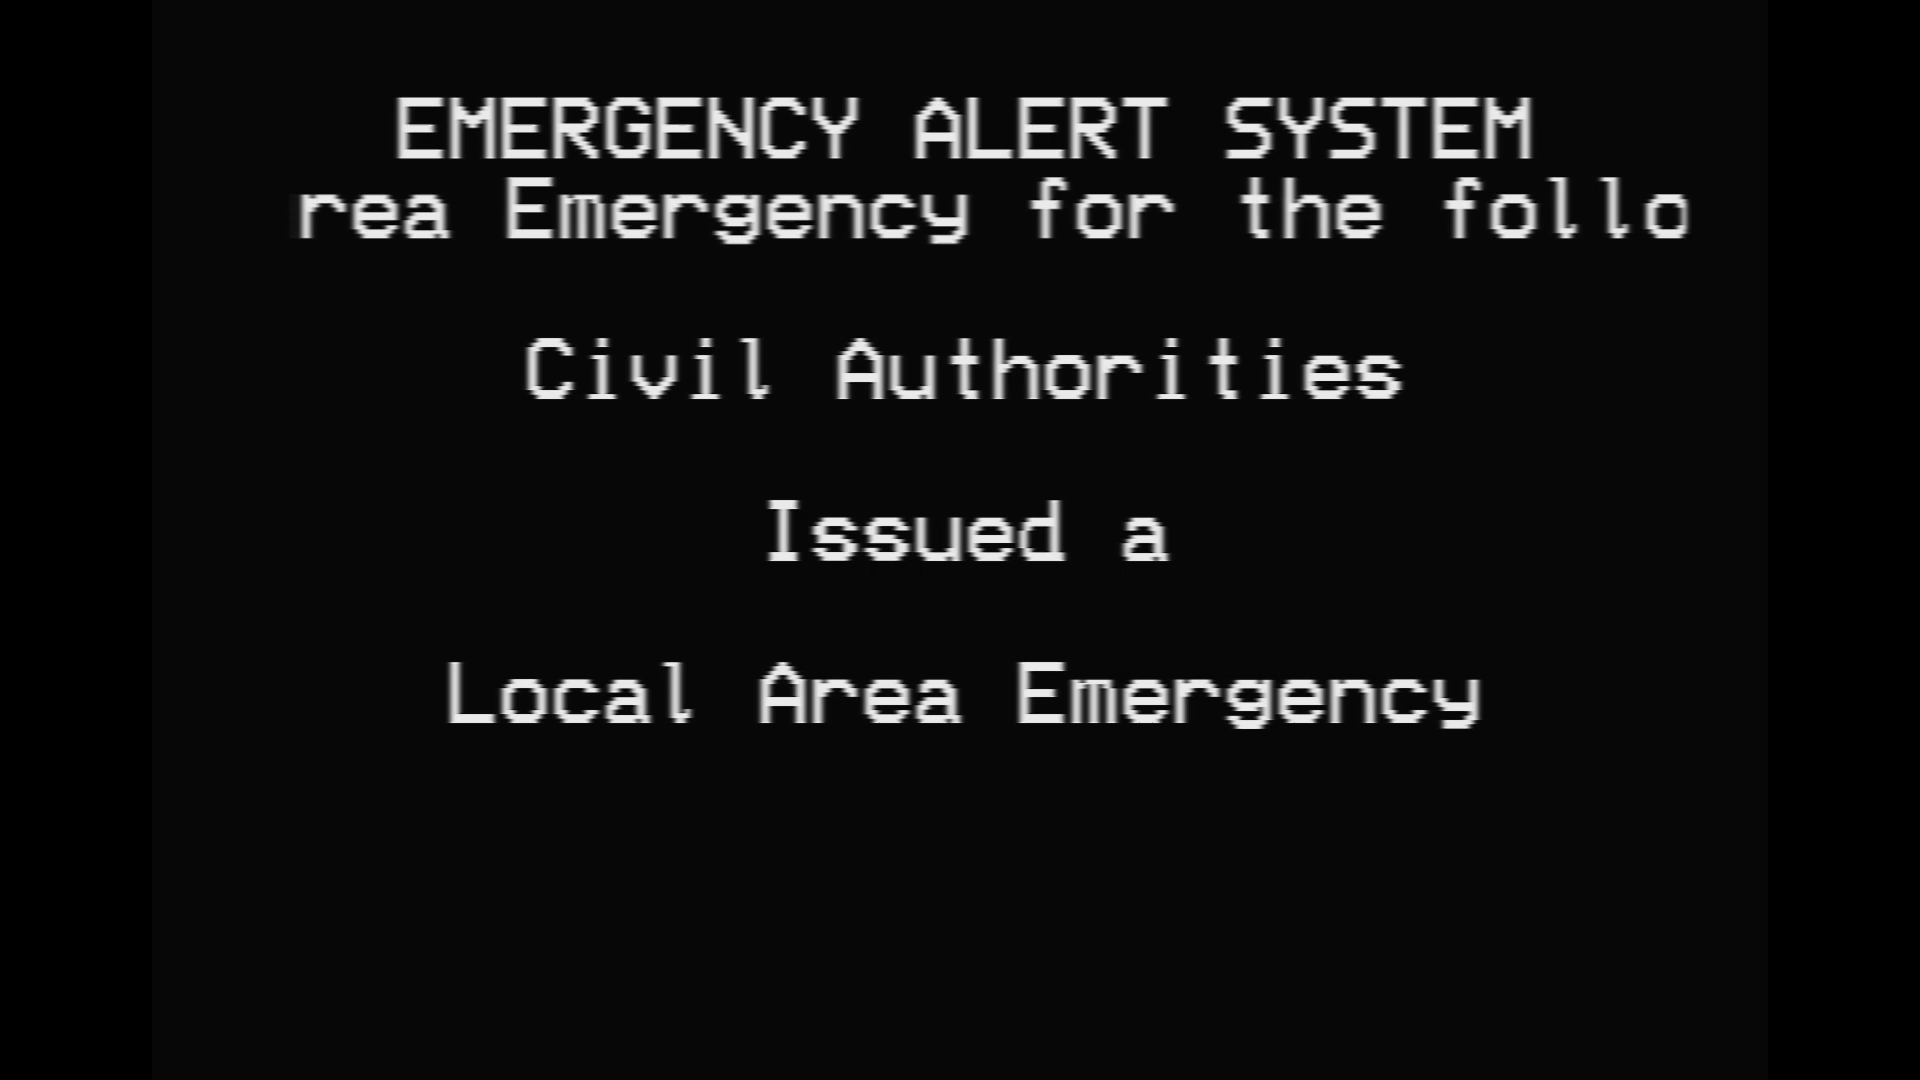 EMERGENCY ALERT SYSTEM
rea Emergency for the follo
Civil Authorities
Issued a
Local Area Emergency